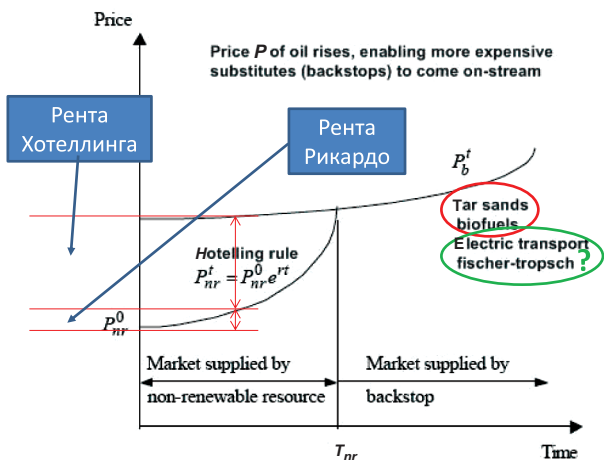 Price
Price P of oil rises, enabling more expensive
substitutes (backstops) to come on-stream
Рента
Хотеллинга
Рента
Рикардо
P_b^t
Tar sands
biofuels
Electric transport
fischer-tropsch ?
Hotelling rule
P_nr^t = P_nr^0 e^rt
P_nr^0
Market supplied by
non-renewable resource
Market supplied by
backstop
T_nr
Time